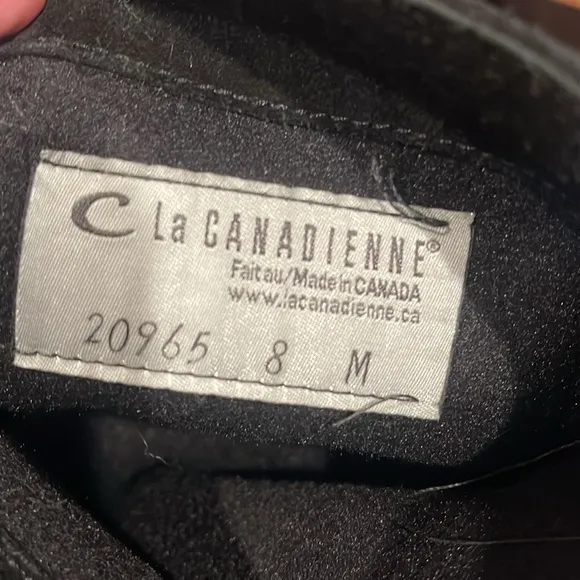 C La CANADIENNE®
Fait au/Made in CANADA
www.lacanadienne.ca
20965 8 M